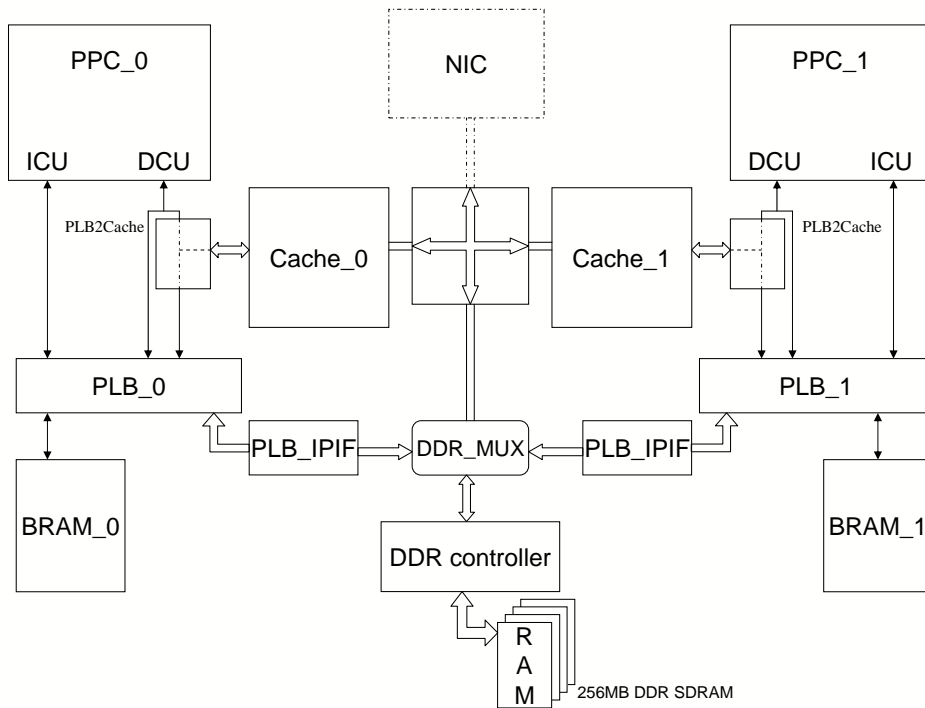 PPC_0
NIC
PPC_1
ICU
DCU
DCU
ICU
PLB2Cache
PLB2Cache
Cache_0
Cache_1
PLB_0
PLB_1
PLB_IPIF
DDR_MUX
PLB_IPIF
BRAM_0
BRAM_1
DDR controller
R
A
M
256MB DDR SDRAM